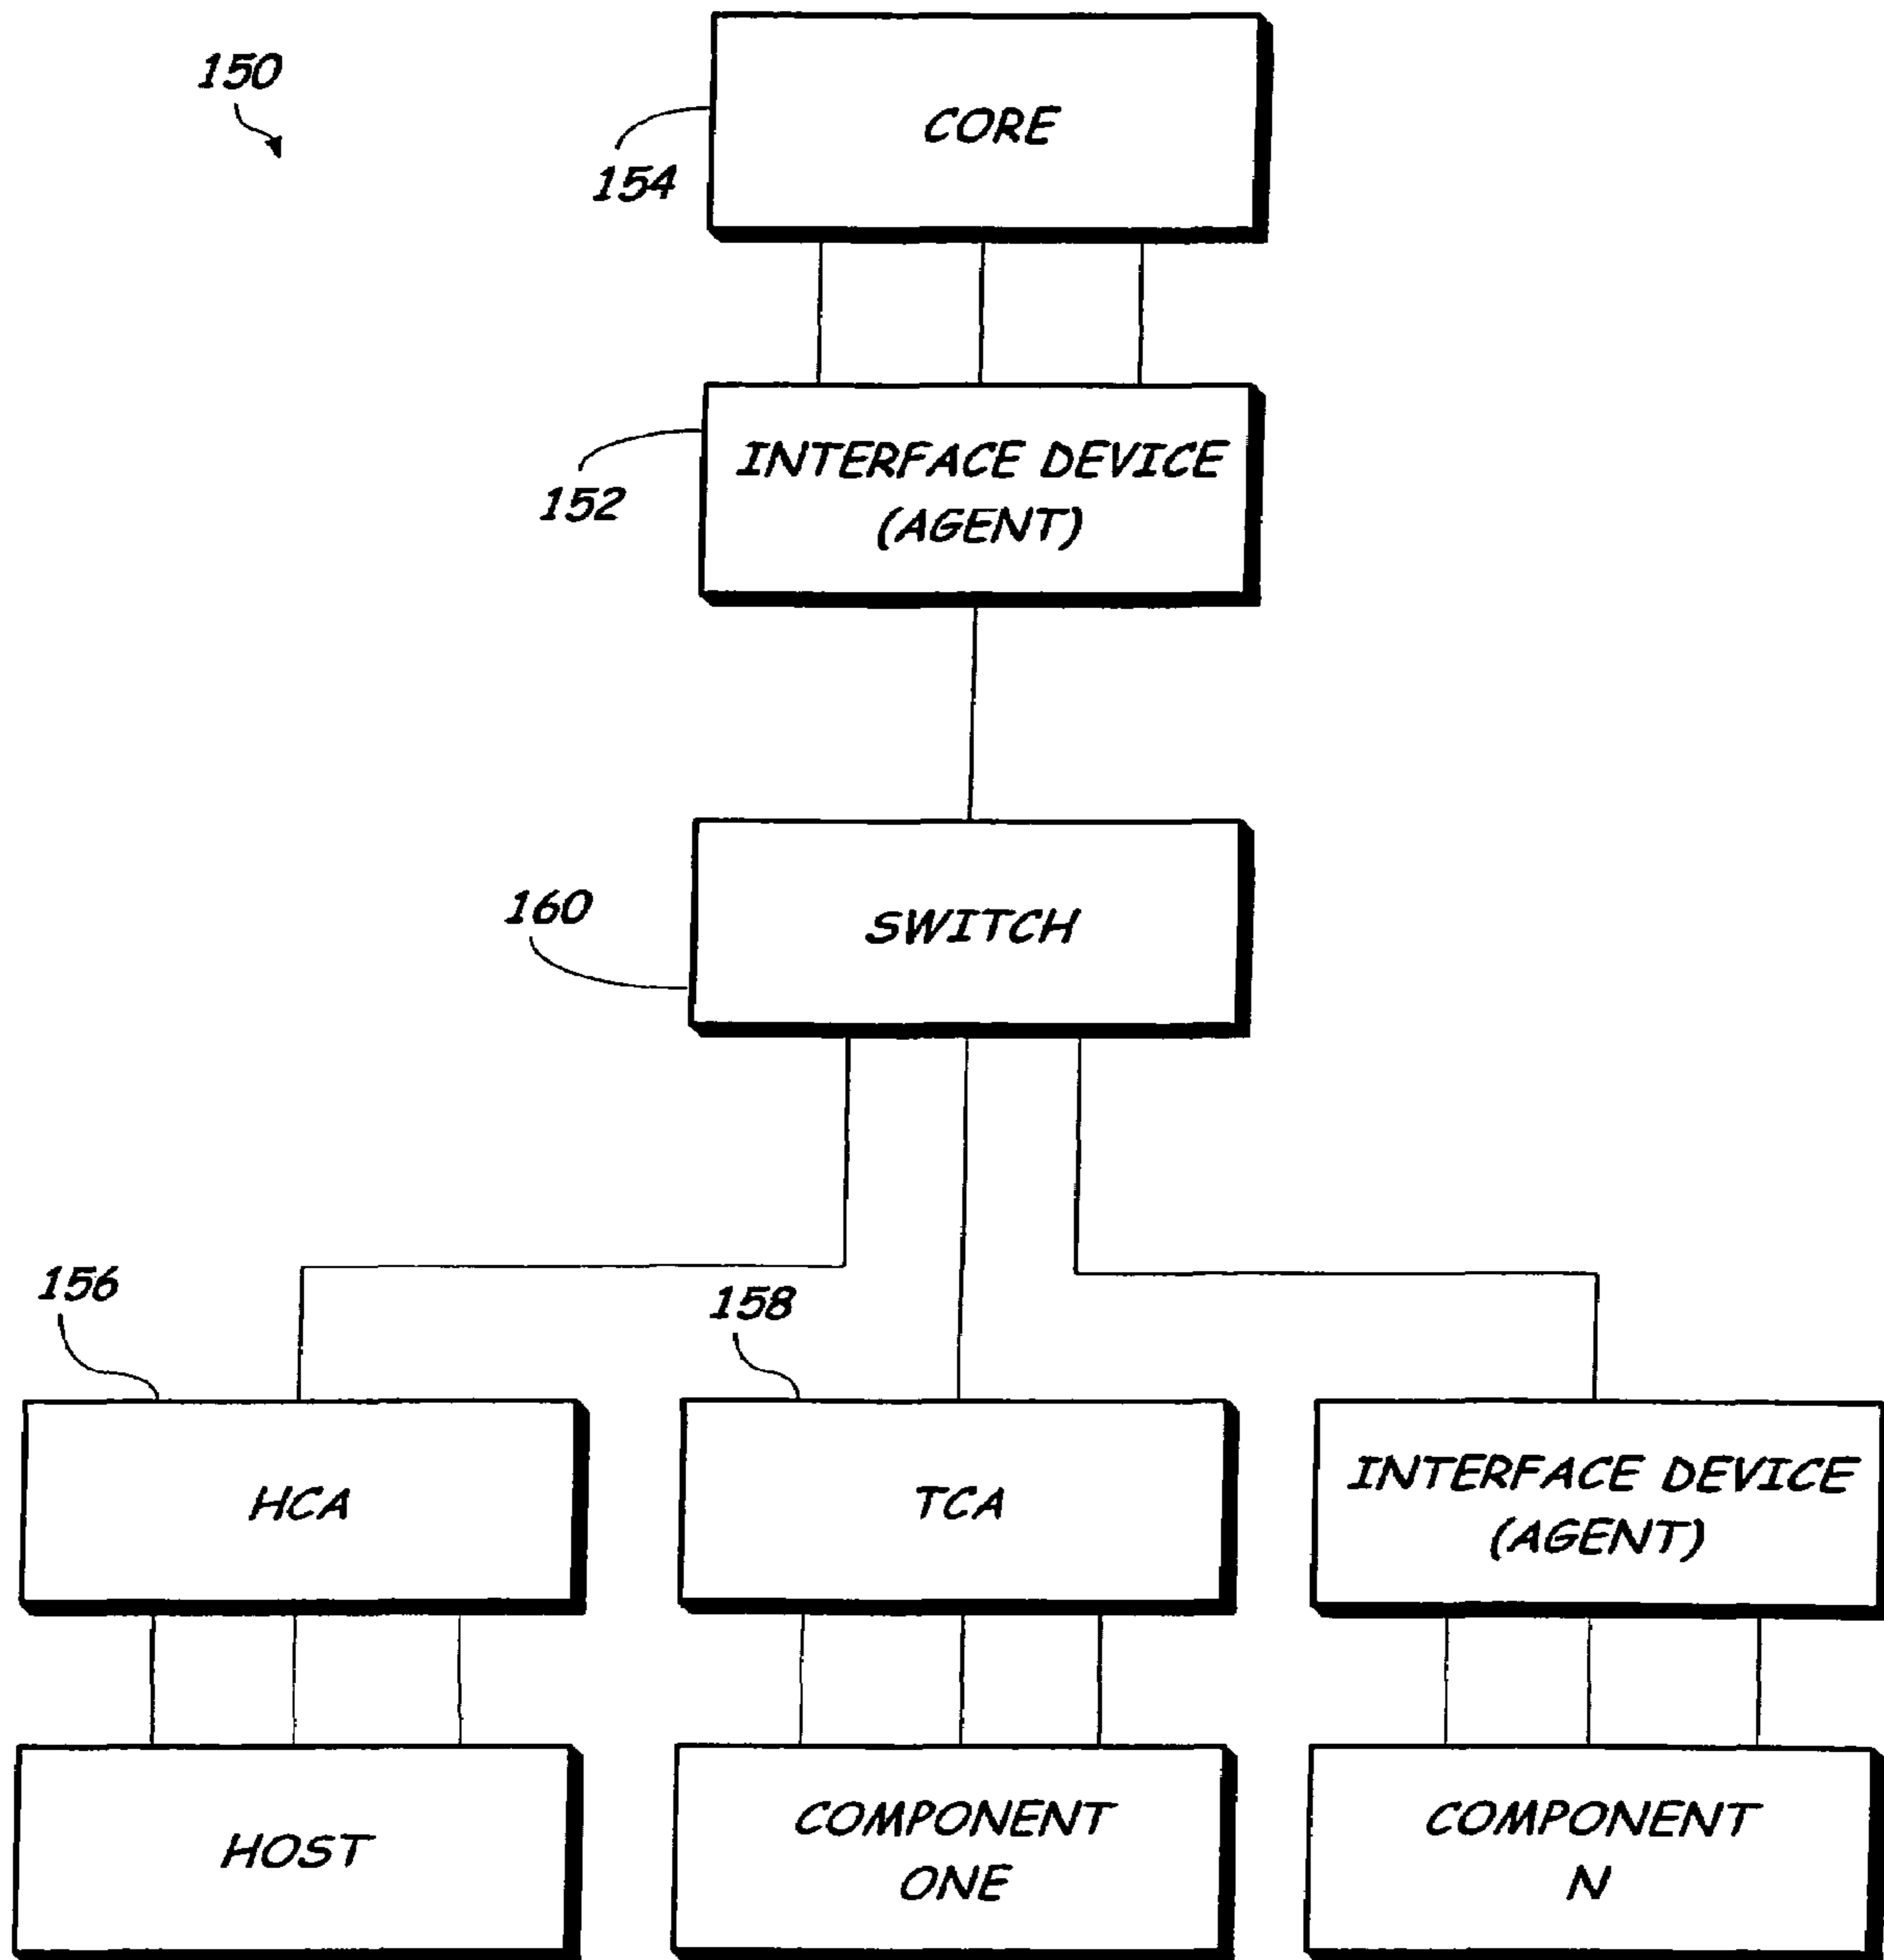 150
CORE
154
INTERFACE DEVICE
(AGENT)
152
SWITCH
160
156
158
HCA
TCA
INTERFACE DEVICE
(AGENT)
HOST
COMPONENT
ONE
COMPONENT
N